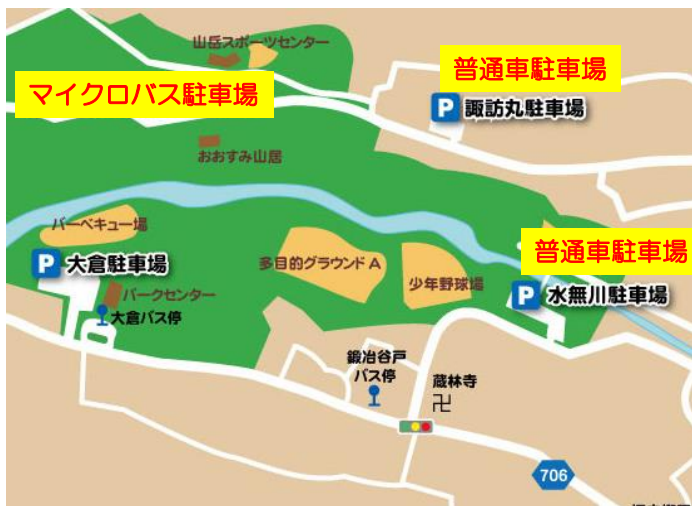 山岳スポーツセンター
普通車駐車場
マイクロバス駐車場
P 諏訪丸駐車場
おおすみ山居
バーベキュー場
普通車駐車場
P 大倉駐車場
多目的グラウンドA
少年野球場
パークセンター
P 水無川駐車場
大倉バス停
鍛冶谷戸
バス停
蔵林寺
卍
706